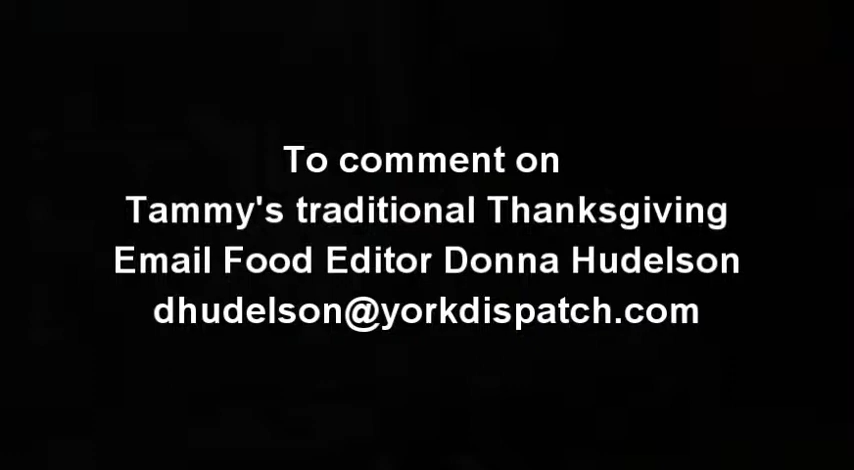 To comment on
Tammy's traditional Thanksgiving
Email Food Editor Donna Hudelson
dhudelson@yorkdispatch.com